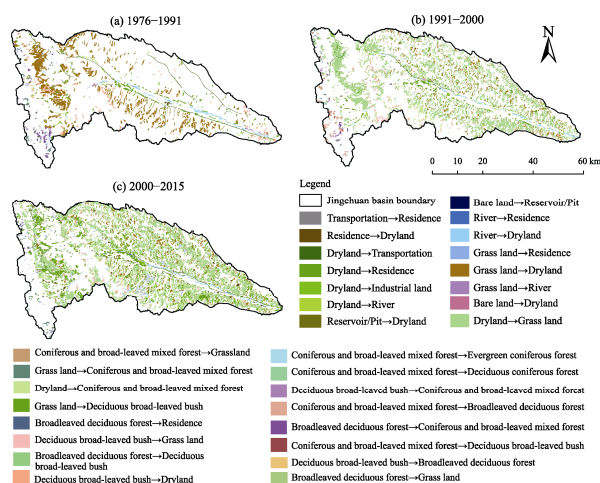 (a) 1976−1991
(b) 1991−2000
N
0 10 20 30 40 50 60 km
(c) 2000−2015
Legend
Jingchuan basin boundary
Transportation→Residence
Residence→Dryland
Dryland→Transportation
Dryland→Residence
Dryland→Industrial land
Dryland→River
Reservoir/Pit→Dryland
Bare land→Reservoir/Pit
River→Residence
River→Dryland
Grass land→Residence
Grass land→Dryland
Grass land→River
Bare land→Dryland
Dryland→Grass land
Coniferous and broad-leaved mixed forest→Grassland
Grass land→Coniferous and broad-leaved mixed forest
Dryland→Coniferous and broad-leaved mixed forest
Grass land→Deciduous broad-leaved bush
Broadleaved deciduous forest→Residence
Deciduous broad-leaved bush→Grass land
Broadleaved deciduous forest→Deciduous
broad-leaved bush
Deciduous broad-leaved bush→Dryland
Coniferous and broad-leaved mixed forest→Evergreen coniferous forest
Coniferous and broad-leaved mixed forest→Deciduous coniferous forest
Deciduous broad-leaved bush→Coniferous and broad-leaved mixed forest
Coniferous and broad-leaved mixed forest→Broadleaved deciduous forest
Broadleaved deciduous forest→Coniferous and broad-leaved mixed forest
Coniferous and broad-leaved mixed forest→Deciduous broad-leaved bush
Deciduous broad-leaved bush→Broadleaved deciduous forest
Broadleaved deciduous forest→Grass land